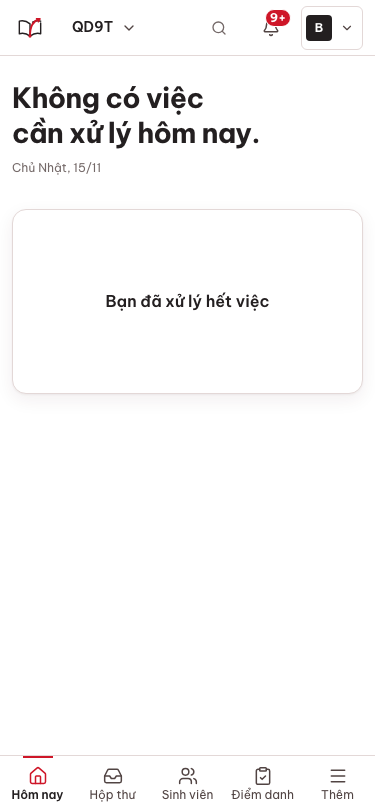 QD9T
9+
B
Không có việc
cần xử lý hôm nay.
Chủ Nhật, 15/11
Bạn đã xử lý hết việc
Hôm nay
Hộp thư
Sinh viên
Điểm danh
Thêm